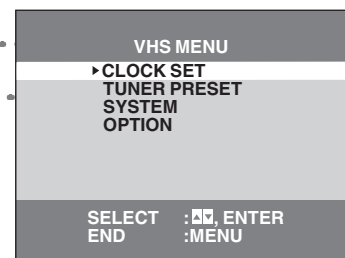 VHS MENU
▶CLOCK SET
TUNER PRESET
SYSTEM
OPTION
SELECT :▲▼, ENTER
END :MENU